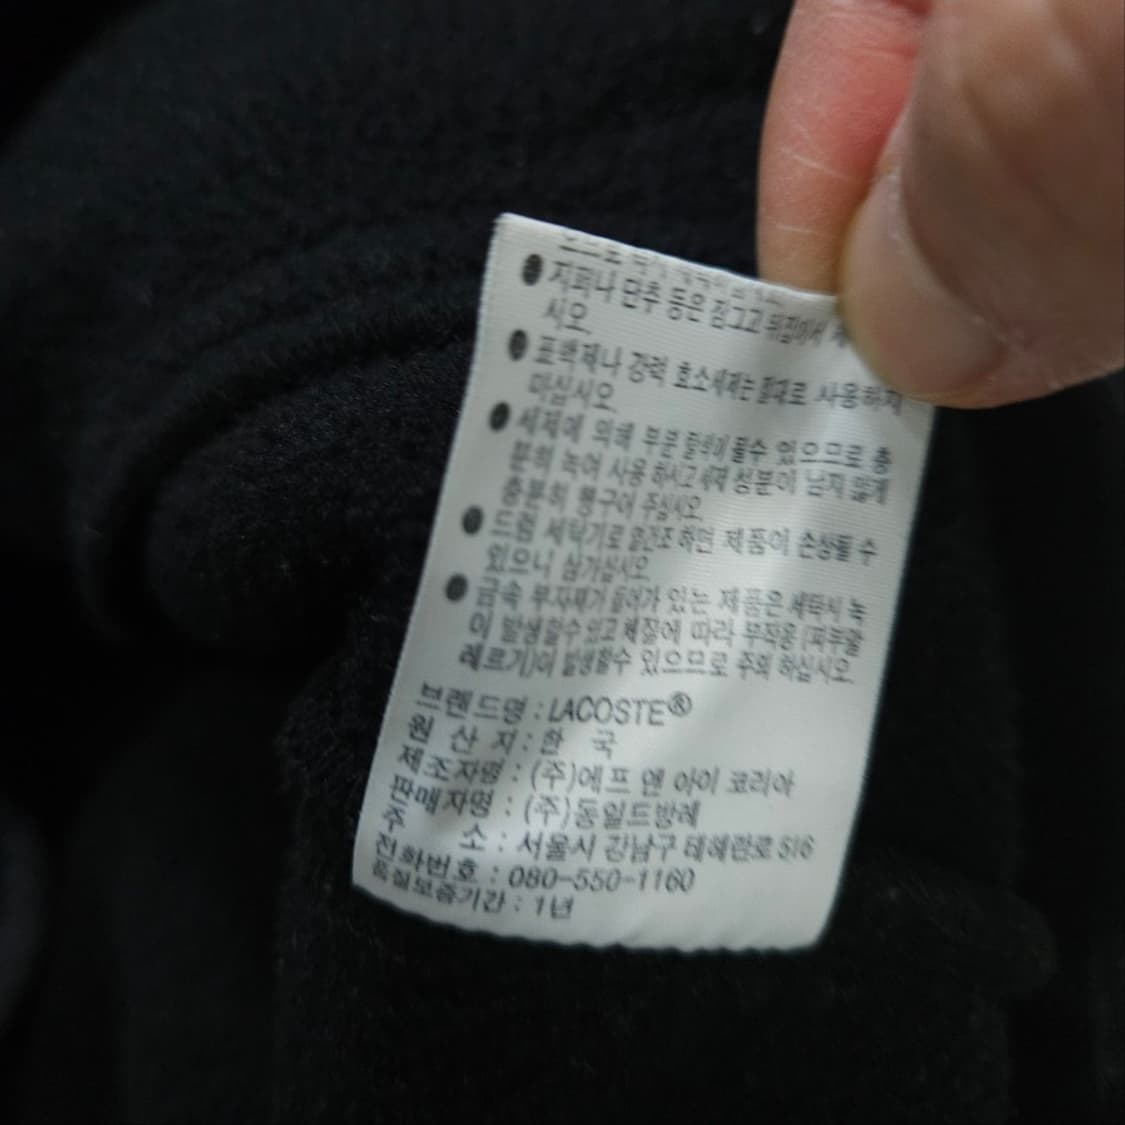 ● 지퍼나 단추 등은 잠그고 뒤집어서
시오
● 표백제나 강력 효소세제는 절대로 사용하지
마십시오
● 세제에 의해 부분 탈색이 될수 있으므로 충
분히 녹여 사용 하시고 세제 성분이 남지 않게
충분히 헹구어 주십시오
● 드럼 세탁기로 열건조 하면 제품이 손상될 수
있으니 삼가십시오
● 금속 부자재가 들어가 있는 제품은 세탁시 녹
이 발생할수 있고 체질에 따라 부작용 (피부알
레르기)이 발생할수 있으므로 주의 하십시오
브랜드명 : LACOSTE®
원 산 지 : 한 국
제조자명 : (주)에프 앤 아이 코리아
판매자명 : (주)동일드방레
주 소 : 서울시 강남구 테헤란로 516
전화번호 : 080-550-1160
품질보증기간 : 1년